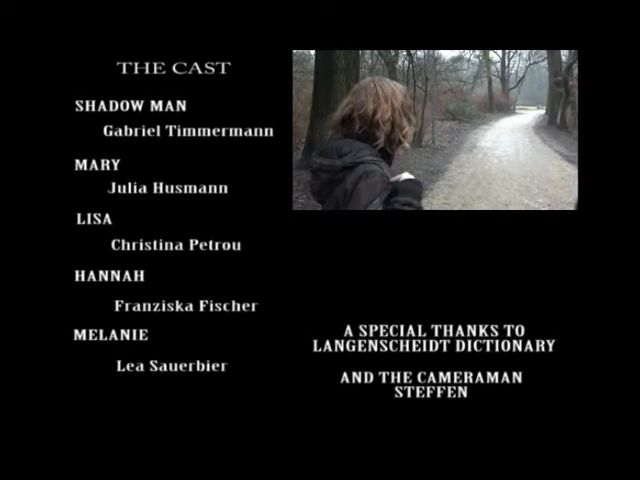 THE CAST
SHADOW MAN
Gabriel Timmermann
MARY
Julia Husmann
LISA
Christina Petrou
HANNAH
Franziska Fischer
MELANIE
Lea Sauerbier
A SPECIAL THANKS TO
LANGENSCHEIDT DICTIONARY
AND THE CAMERAMAN
STEFFEN